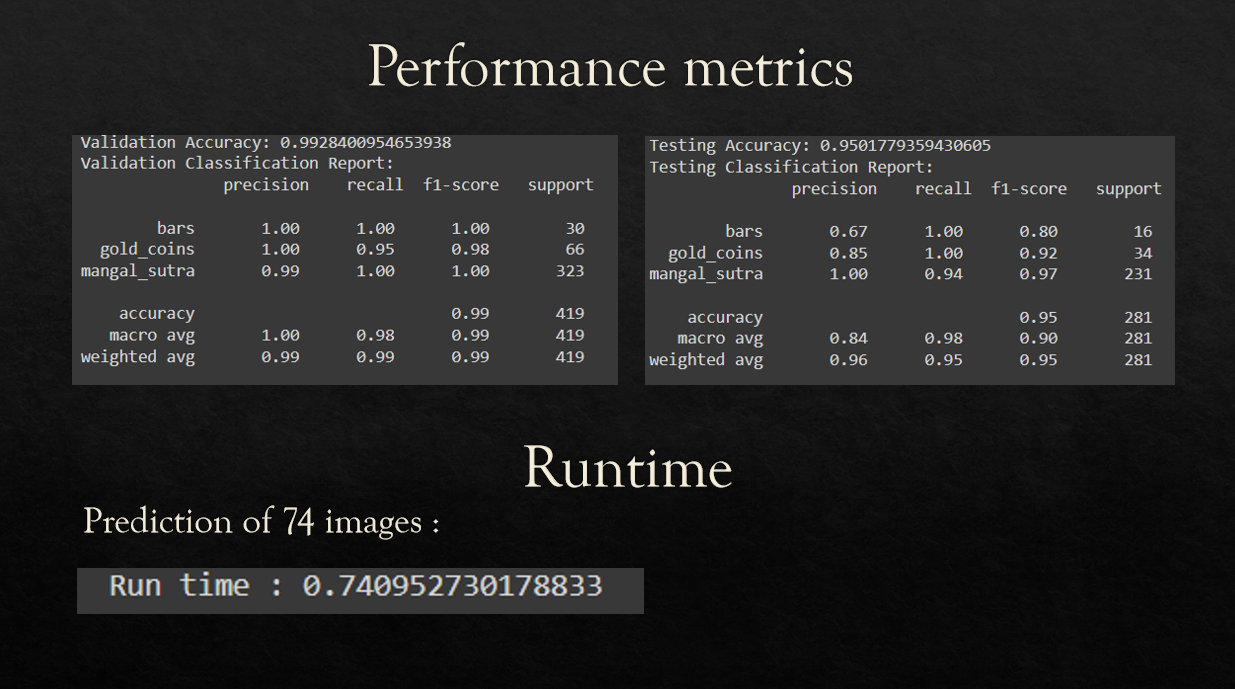 Performance metrics
Validation Accuracy: 0.9928400954653938
Validation Classification Report:
precision recall f1-score support
bars 1.00 1.00 1.00 30
gold_coins 1.00 0.95 0.98 66
mangal_sutra 0.99 1.00 1.00 323
accuracy 0.99 419
macro avg 1.00 0.98 0.99 419
weighted avg 0.99 0.99 0.99 419
Testing Accuracy: 0.9501779359430605
Testing Classification Report:
precision recall f1-score support
bars 0.67 1.00 0.80 16
gold_coins 0.85 1.00 0.92 34
mangal_sutra 1.00 0.94 0.97 231
accuracy 0.95 281
macro avg 0.84 0.98 0.90 281
weighted avg 0.96 0.95 0.95 281
Runtime
Prediction of 74 images :
Run time : 0.740952730178833